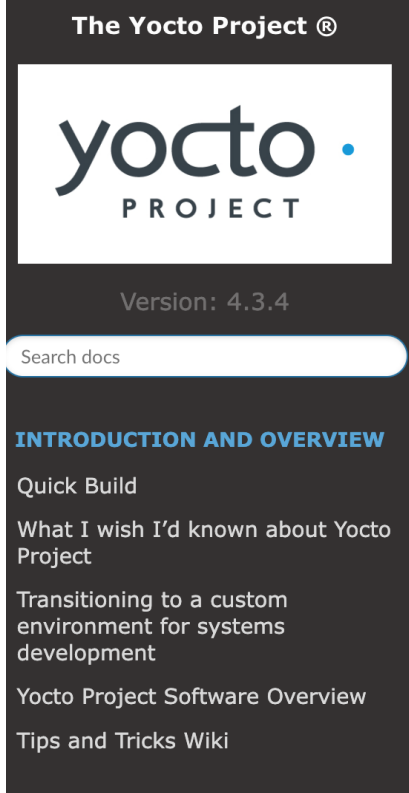 The Yocto Project ®
yocto
PROJECT
Version: 4.3.4
Search docs
INTRODUCTION AND OVERVIEW
Quick Build
What I wish I’d known about Yocto
Project
Transitioning to a custom
environment for systems
development
Yocto Project Software Overview
Tips and Tricks Wiki